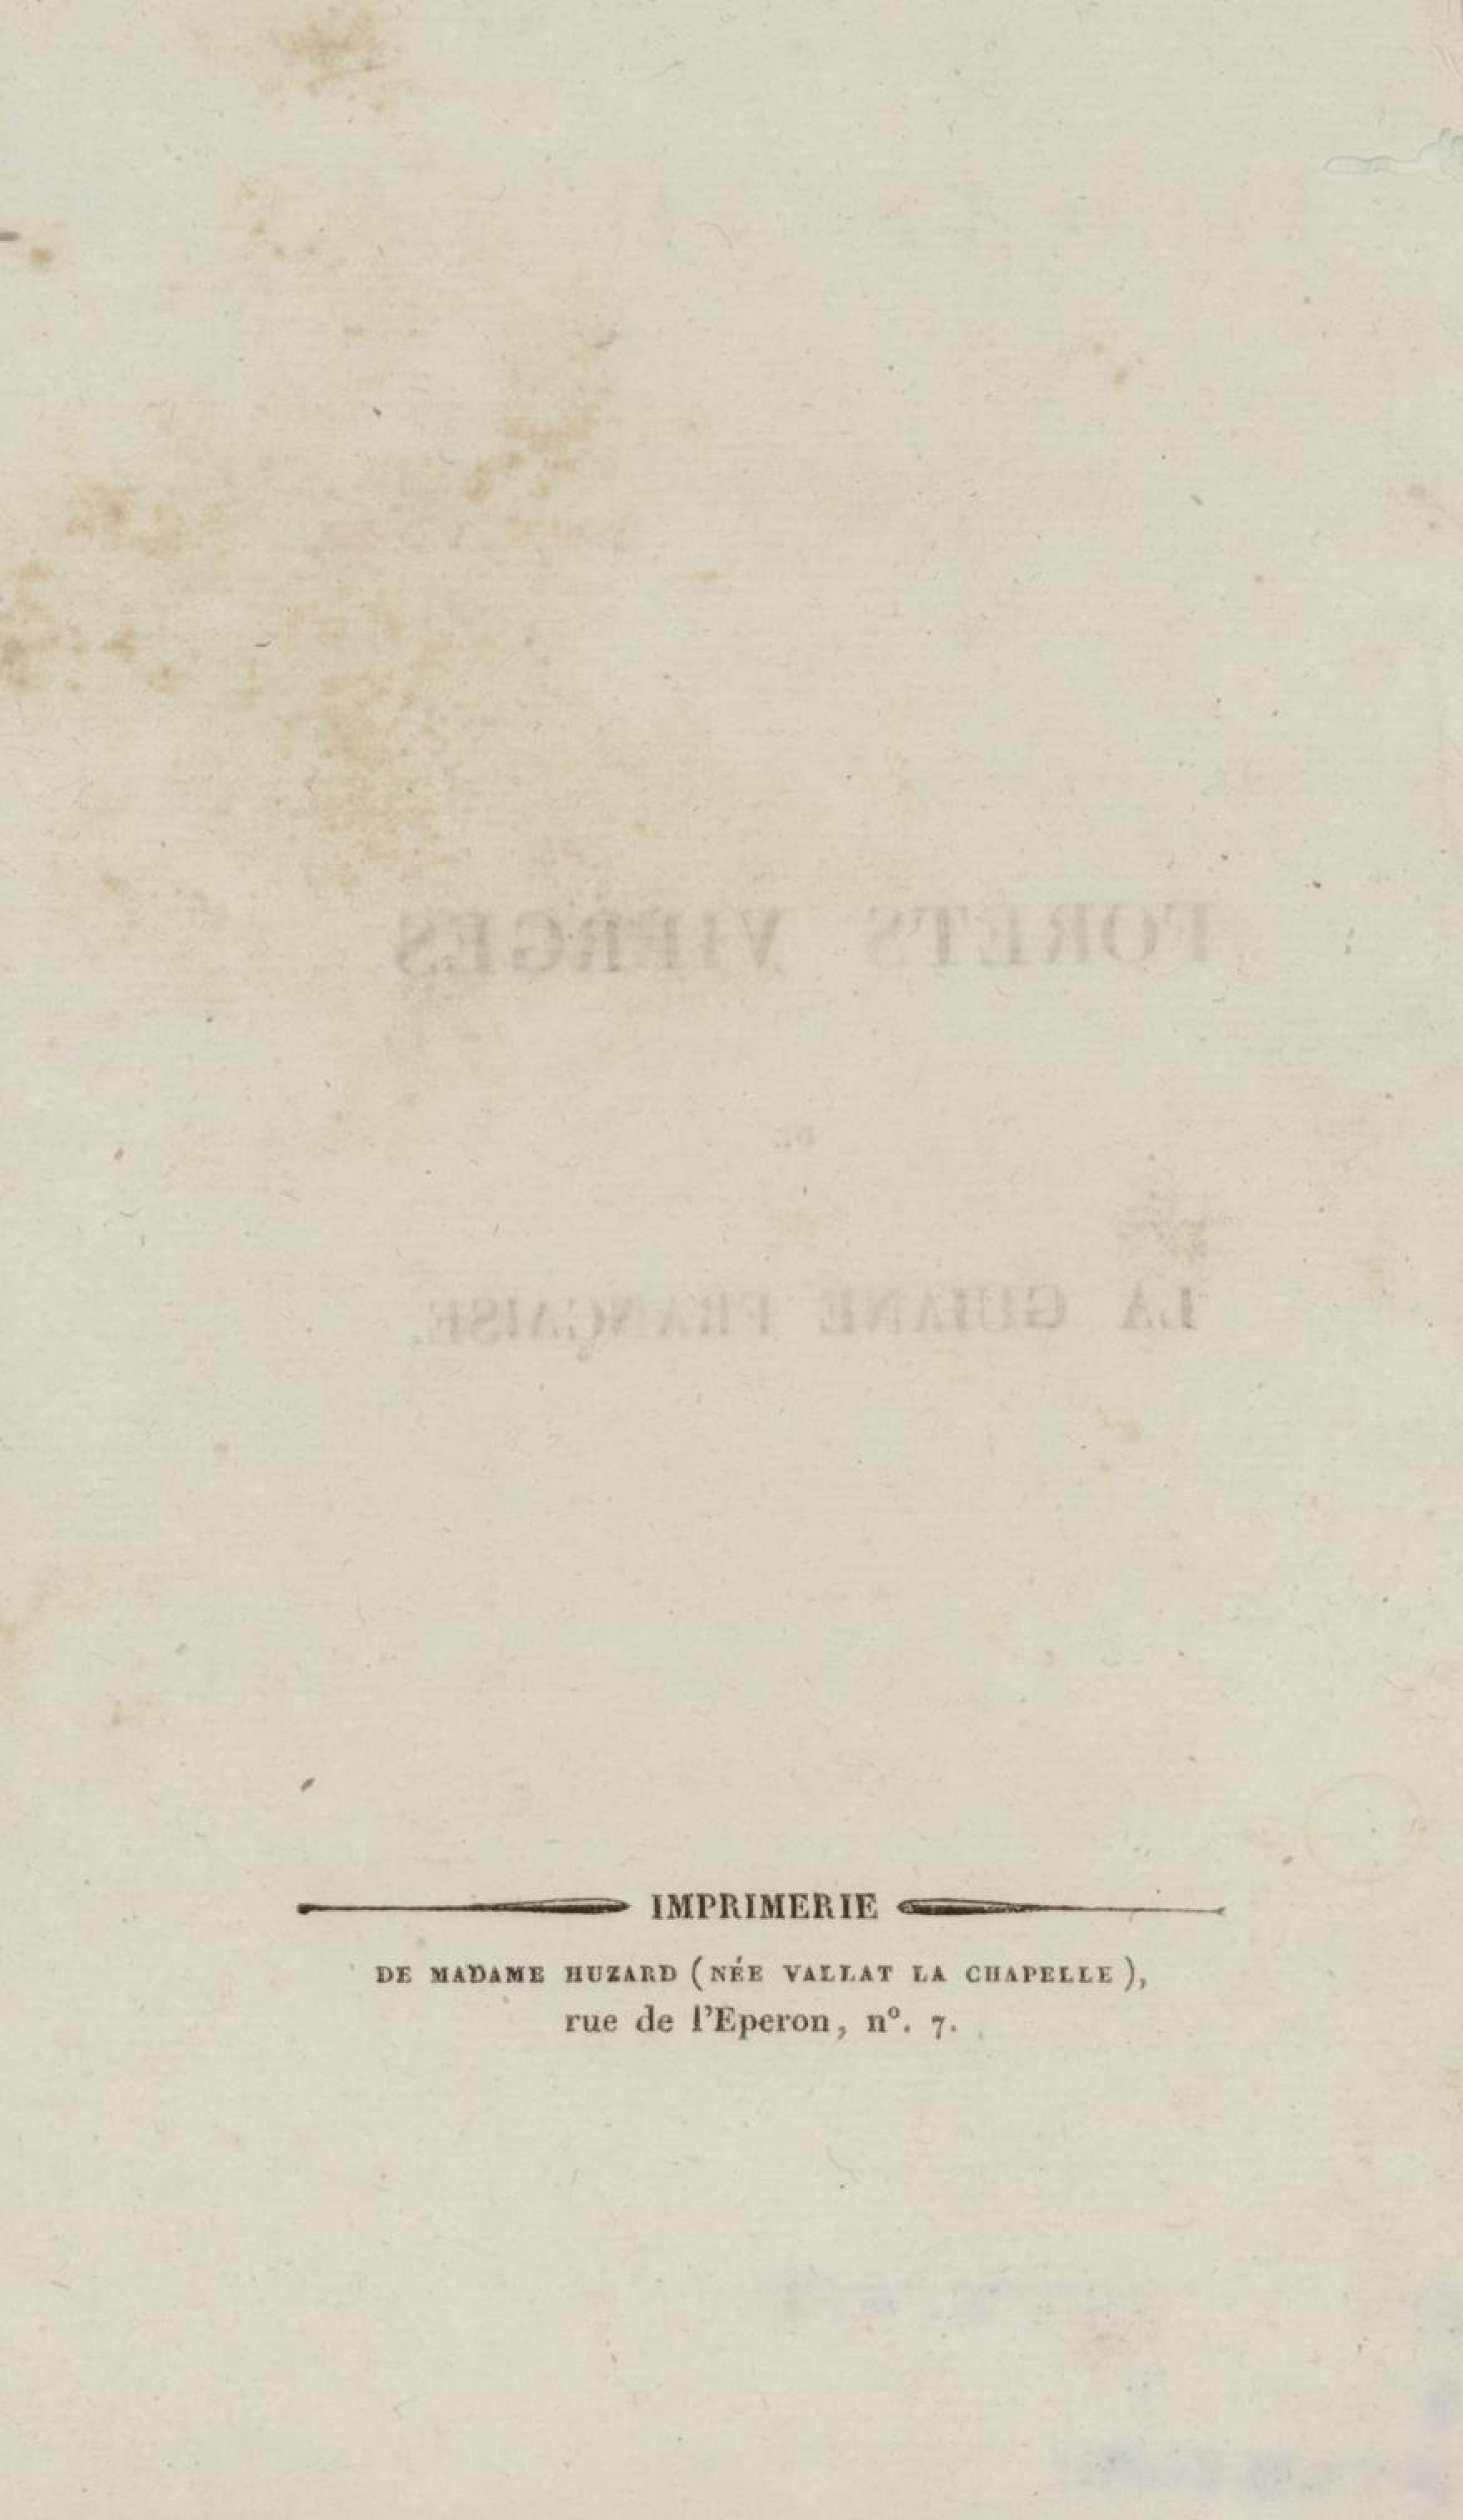 IMPRIMERIE
DE MADAME HUZARD (NÉE VALLAT LA CHAPELLE),
rue de l'Eperon, n°. 7.